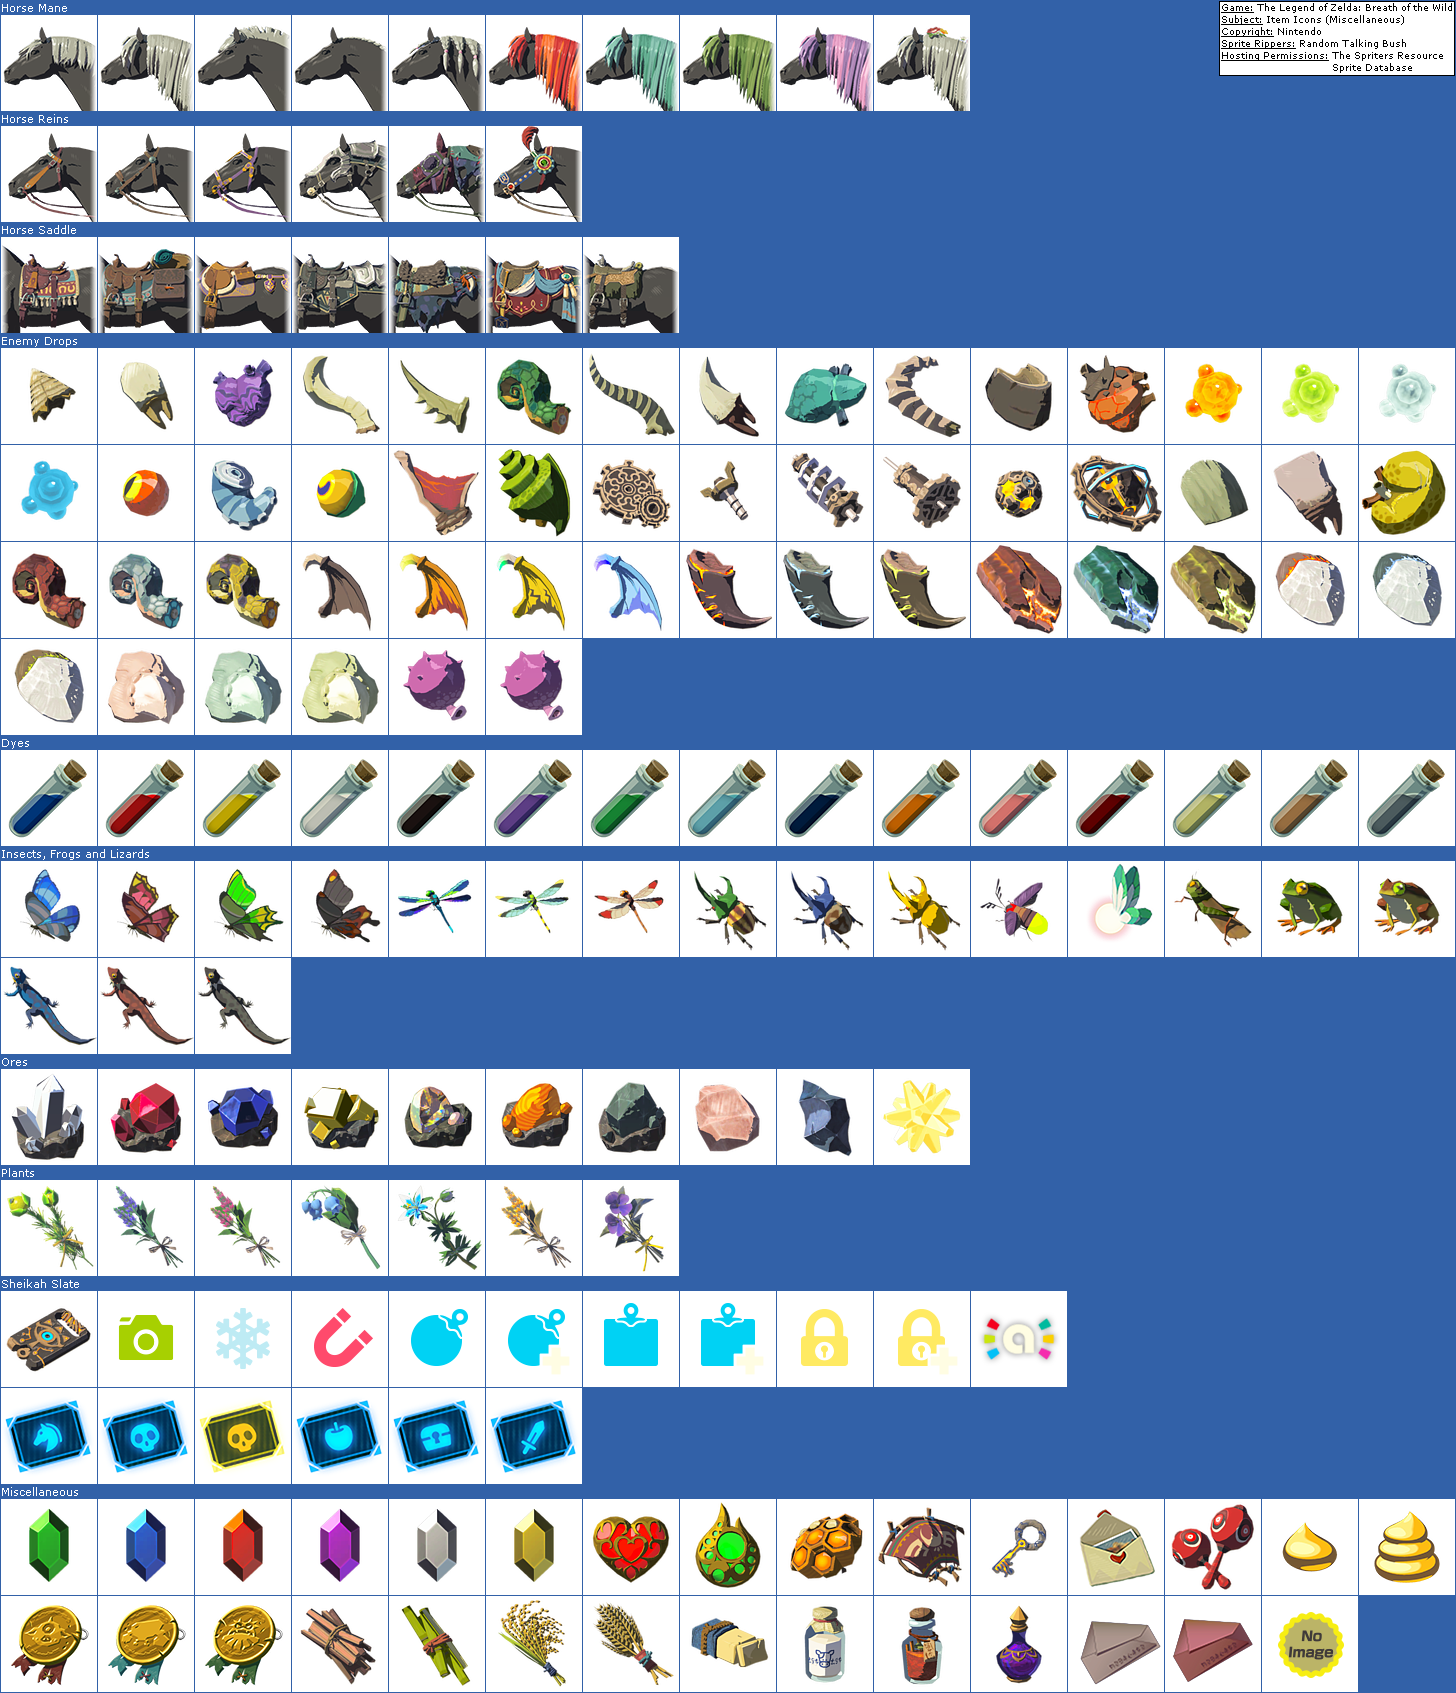 Horse Mane
Game: The Legend of Zelda: Breath of the Wild
Subject: Item Icons (Miscellaneous)
Copyright: Nintendo
Sprite Rippers: Random Talking Bush
Hosting Permissions: The Spriters Resource
Sprite Database
Horse Reins
Horse Saddle
Enemy Drops
Dyes
Insects, Frogs and Lizards
Ores
Plants
Sheikah Slate
a
Miscellaneous
No
Image